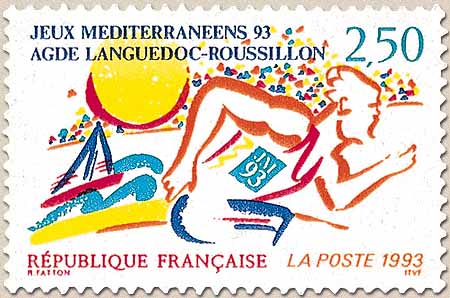 JEUX MEDITERRANEENS 93
AGDE LANGUEDOC-ROUSSILLON
2,50
JM
93
RÉPUBLIQUE FRANÇAISE
LA POSTE 1993
R.FATTON
ITVF